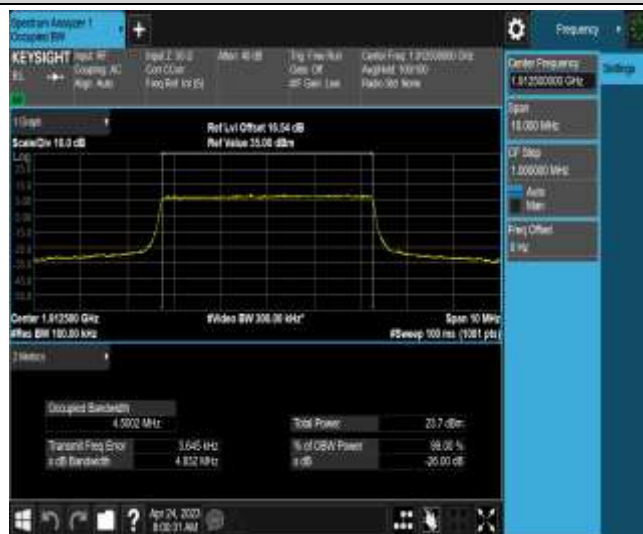 Spectrum Analyzer 1
Occupied BW
+
Frequency
KEYSIGHT
Input: RF
Coupling: AC
Align: Auto
Input Z: 50 Ω
Corr CCorr
Freq Ref: Int (S)
Atten: 40 dB
Trig: Free Run
Gate: Off
#IF Gain: Low
Center Freq: 1.912500000 GHz
Avg|Hold: 100/100
Radio Std: None
Center Frequency
1.912500000 GHz
Settings
Span
10.000 MHz
CF Step
1.000000 MHz
Auto
Man
Freq Offset
0 Hz
1 Graph
Scale/Div 10.0 dB
Ref Lvl Offset 16.54 dB
Ref Value 35.00 dBm
Log
Center 1.912500 GHz
#Res BW 100.00 kHz
#Video BW 300.00 kHz*
Span 10 MHz
#Sweep 100 ms (1001 pts)
2 Metrics
Occupied Bandwidth
4.5002 MHz
Total Power
23.7 dBm
Transmit Freq Error
3.645 kHz
% of OBW Power
99.00 %
x dB Bandwidth
4.832 MHz
x dB
-26.00 dB
?
Apr 24, 2023
8:00:31 AM